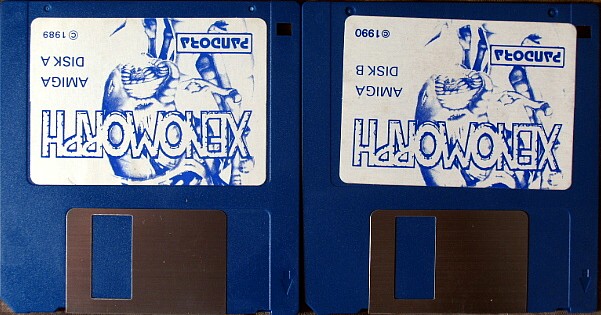 XENOMORPH
AMIGA
DISK A
PANDORA
©1989
XENOMORPH
AMIGA
DISK B
PANDORA
©1990